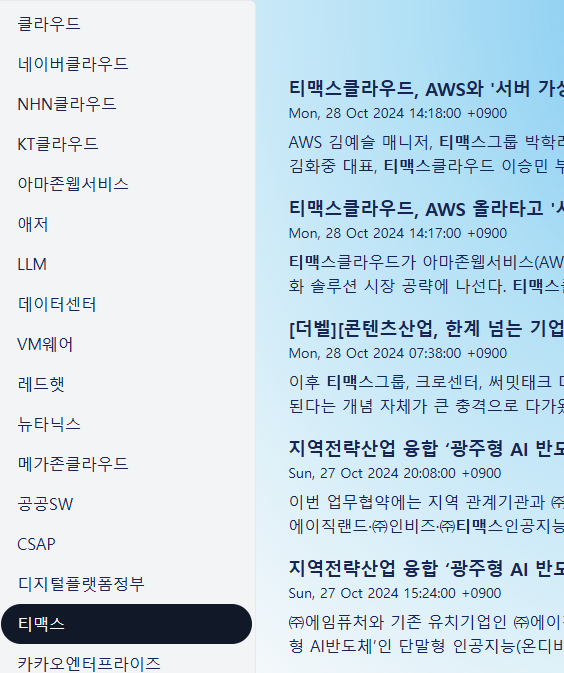 클라우드
네이버클라우드
NHN클라우드
KT클라우드
아마존웹서비스
애저
LLM
데이터센터
VM웨어
레드햇
뉴타닉스
메가존클라우드
공공SW
CSAP
디지털플랫폼정부
티맥스
카카오엔터프라이즈
티맥스클라우드, AWS와 '서버 가상
Mon, 28 Oct 2024 14:18:00 +0900
AWS 김예슬 매니저, 티맥스그룹 박학래
김화중 대표, 티맥스클라우드 이승민 부
티맥스클라우드, AWS 올라타고 '서
Mon, 28 Oct 2024 14:17:00 +0900
티맥스클라우드가 아마존웹서비스(AW
화 솔루션 시장 공략에 나선다. 티맥스
[더벨][콘텐츠산업, 한계 넘는 기업
Mon, 28 Oct 2024 07:38:00 +0900
이후 티맥스그룹, 크로센터, 써밋태크
된다는 개념 자체가 큰 충격으로 다가
지역전략산업 융합 ‘광주형 AI 반도
Sun, 27 Oct 2024 20:08:00 +0900
이번 업무협약에는 지역 관계기관과 ㈜
에이직랜드·㈜인비즈·㈜티맥스인공지능
지역전략산업 융합 ‘광주형 AI 반도
Sun, 27 Oct 2024 15:24:00 +0900
㈜에임퓨처와 기존 유치기업인 ㈜에이직
형 AI반도체’인 단말형 인공지능(온디바